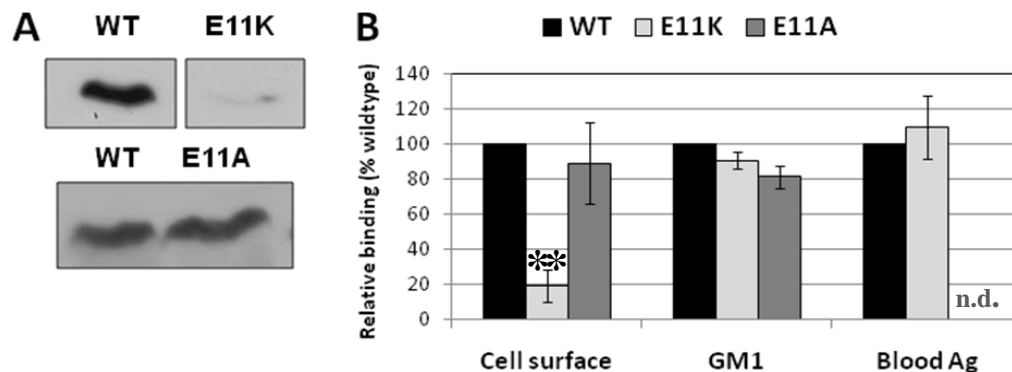 A
WT E11K
WT E11A
B
WT E11K E11A
Relative binding (% wildtype)
140
120
100
80
60
40
20
0
**
n.d.
Cell surface GM1 Blood Ag